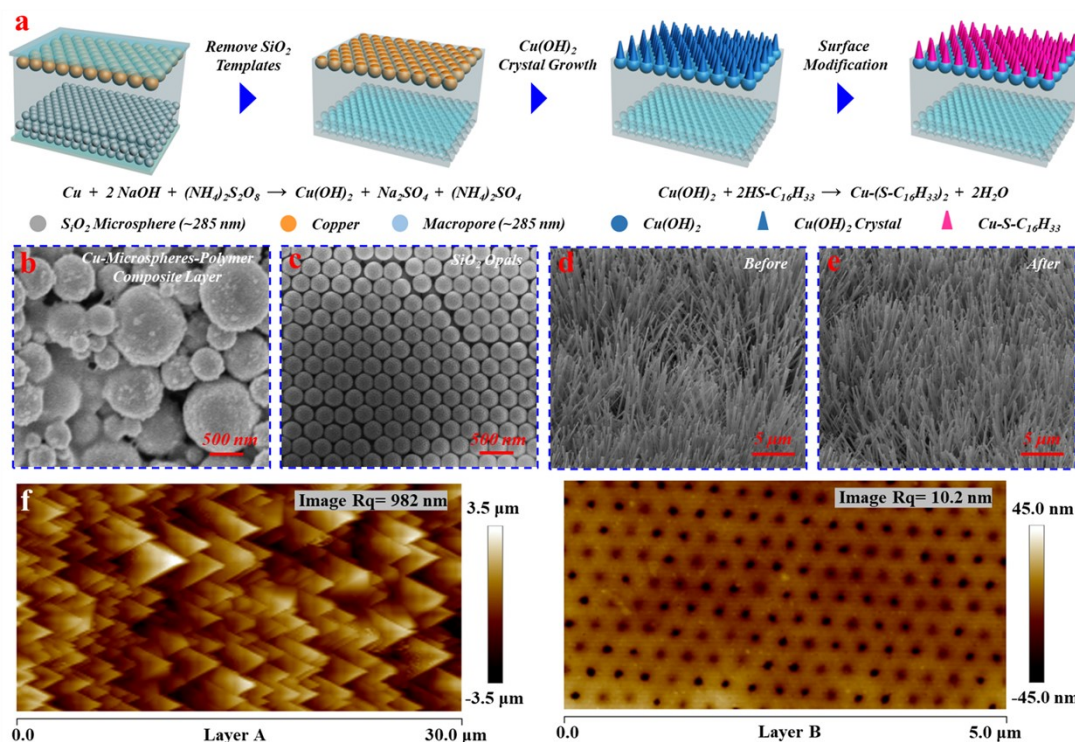 a
Remove SiO₂
Templates
Cu(OH)₂
Crystal Growth
Surface
Modification
Cu + 2 NaOH + (NH₄)₂S₂O₈ → Cu(OH)₂ + Na₂SO₄ + (NH₄)₂SO₄
Cu(OH)₂ + 2HS-C₁₆H₃₃ → Cu-(S-C₁₆H₃₃)₂ + 2H₂O
SᵢO₂ Microsphere (~285 nm)
Copper
Macropore (~285 nm)
Cu(OH)₂
Cu(OH)₂ Crystal
Cu-S-C₁₆H₃₃
b
Cu-Microspheres-Polymer
Composite Layer
500 nm
c
SiO₂ Opals
300 nm
d
Before
5 μm
e
After
5 μm
f
Image Rq= 982 nm
3.5 μm
-3.5 μm
0.0
Layer A
30.0 μm
Image Rq= 10.2 nm
45.0 nm
-45.0 nm
0.0
Layer B
5.0 μm